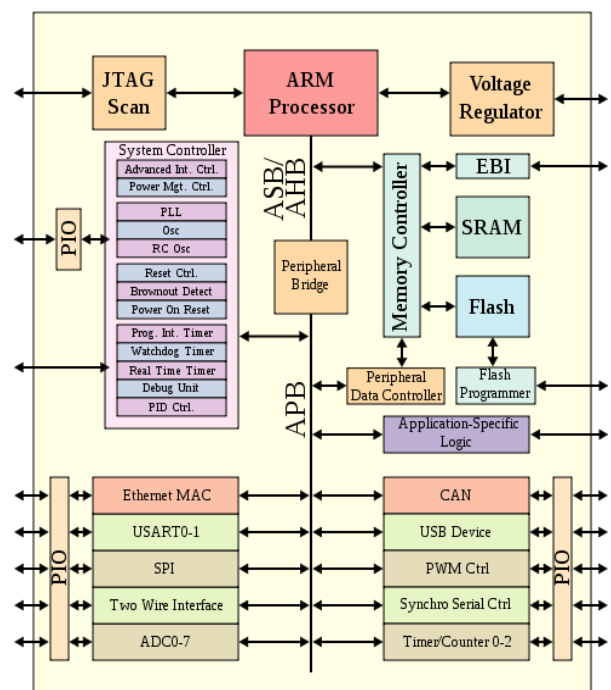 JTAG
Scan
ARM
Processor
Voltage
Regulator
System Controller
Advanced Int. Ctrl.
Power Mgt. Ctrl.
PLL
Osc
RC Osc
Reset Ctrl.
Brownout Detect
Power On Reset
Prog. Int. Timer
Watchdog Timer
Real Time Timer
Debug Unit
PID Ctrl.
PIO
ASB/
AHB
Peripheral
Bridge
APB
Memory Controller
EBI
SRAM
Flash
Peripheral
Data Controller
Flash
Programmer
Application-Specific
Logic
PIO
Ethernet MAC
USART0-1
SPI
Two Wire Interface
ADC0-7
CAN
USB Device
PWM Ctrl
Synchro Serial Ctrl
Timer/Counter 0-2
PIO